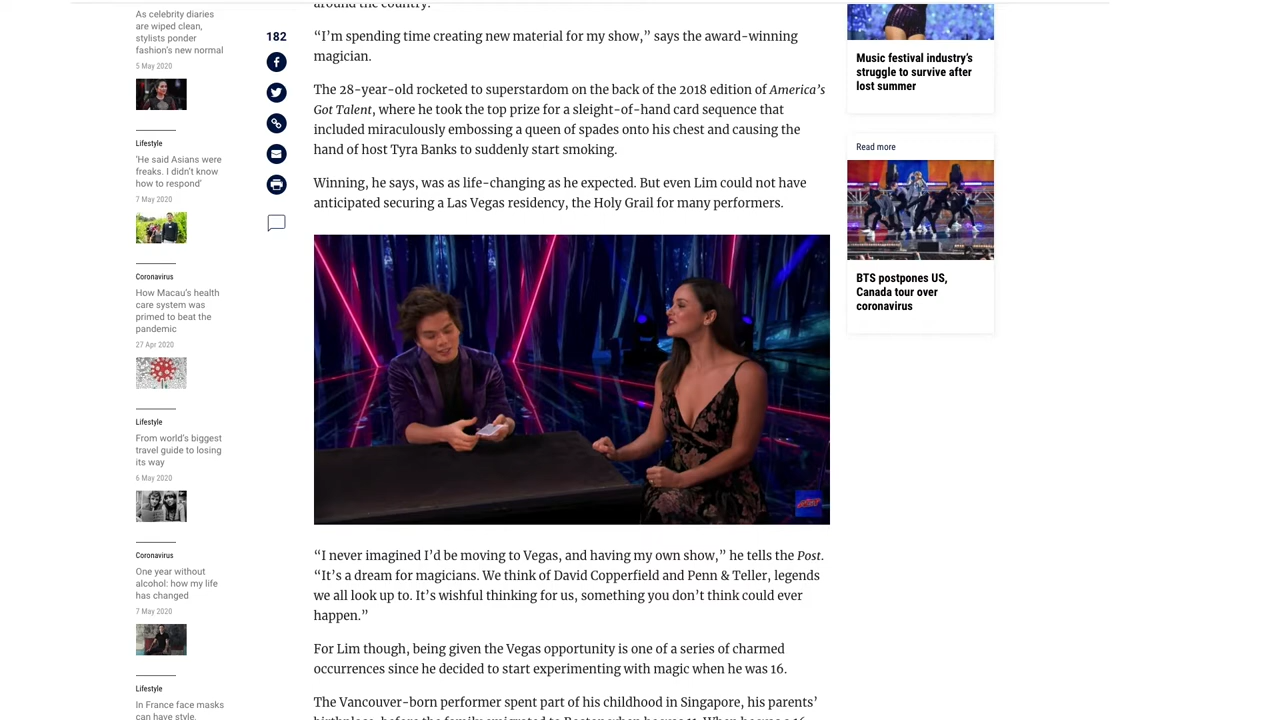 As celebrity diaries
are wiped clean,
stylists ponder
fashion’s new normal
5 May 2020
Lifestyle
‘He said Asians were
freaks. I didn’t know
how to respond’
7 May 2020
Coronavirus
How Macau’s health
care system was
primed to beat the
pandemic
27 Apr 2020
Lifestyle
From world’s biggest
travel guide to losing
its way
6 May 2020
Coronavirus
One year without
alcohol: how my life
has changed
7 May 2020
Lifestyle
In France face masks
can have style,
182
around the country.
“I’m spending time creating new material for my show,” says the award-winning
magician.
The 28-year-old rocketed to superstardom on the back of the 2018 edition of America’s
Got Talent, where he took the top prize for a sleight-of-hand card sequence that
included miraculously embossing a queen of spades onto his chest and causing the
hand of host Tyra Banks to suddenly start smoking.
Winning, he says, was as life-changing as he expected. But even Lim could not have
anticipated securing a Las Vegas residency, the Holy Grail for many performers.
“I never imagined I’d be moving to Vegas, and having my own show,” he tells the Post.
“It’s a dream for magicians. We think of David Copperfield and Penn & Teller, legends
we all look up to. It’s wishful thinking for us, something you don’t think could ever
happen.”
For Lim though, being given the Vegas opportunity is one of a series of charmed
occurrences since he decided to start experimenting with magic when he was 16.
The Vancouver-born performer spent part of his childhood in Singapore, his parents’
Music festival industry’s
struggle to survive after
lost summer
Read more
BTS postpones US,
Canada tour over
coronavirus